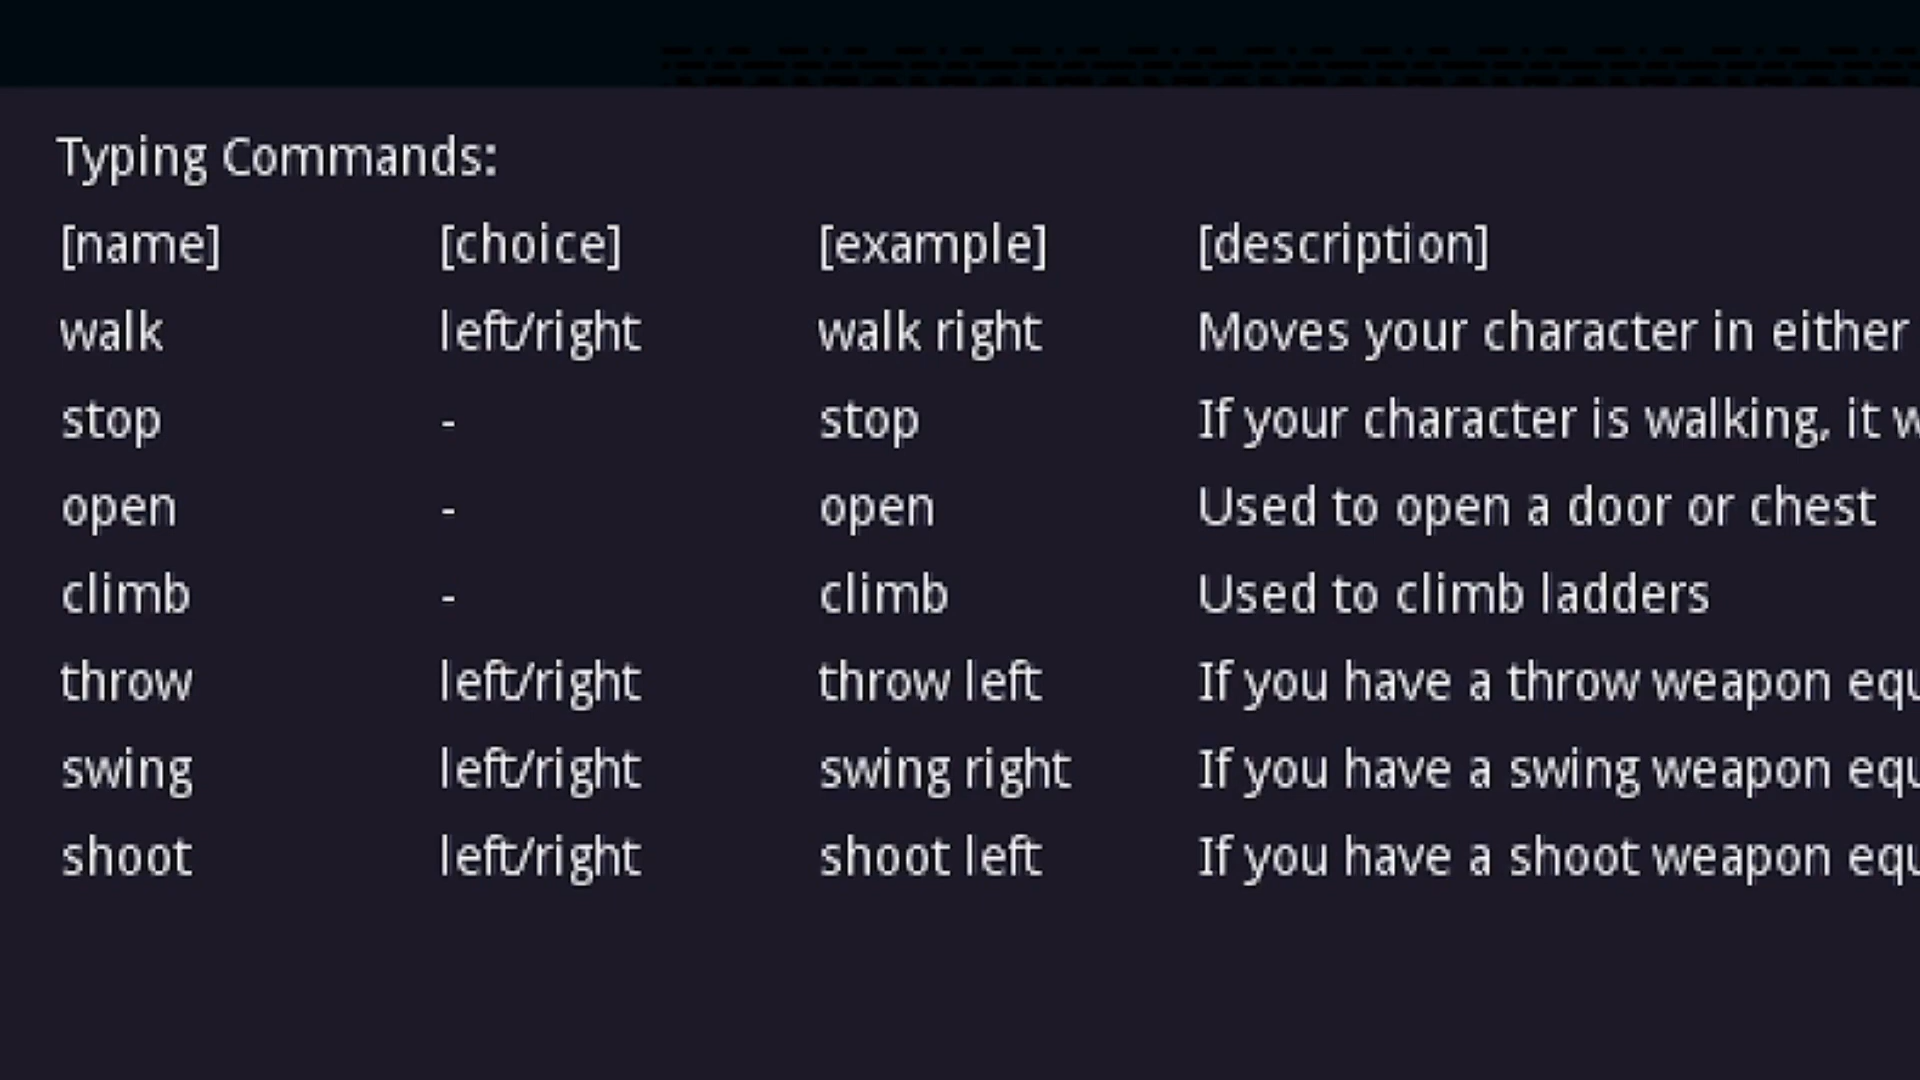 Typing Commands:
[name] [choice] [example] [description]
walk left/right walk right Moves your character in either
stop - stop If your character is walking, it
open - open Used to open a door or chest
climb - climb Used to climb ladders
throw left/right throw left If you have a throw weapon
swing left/right swing right If you have a swing weapon
shoot left/right shoot left If you have a shoot weapon